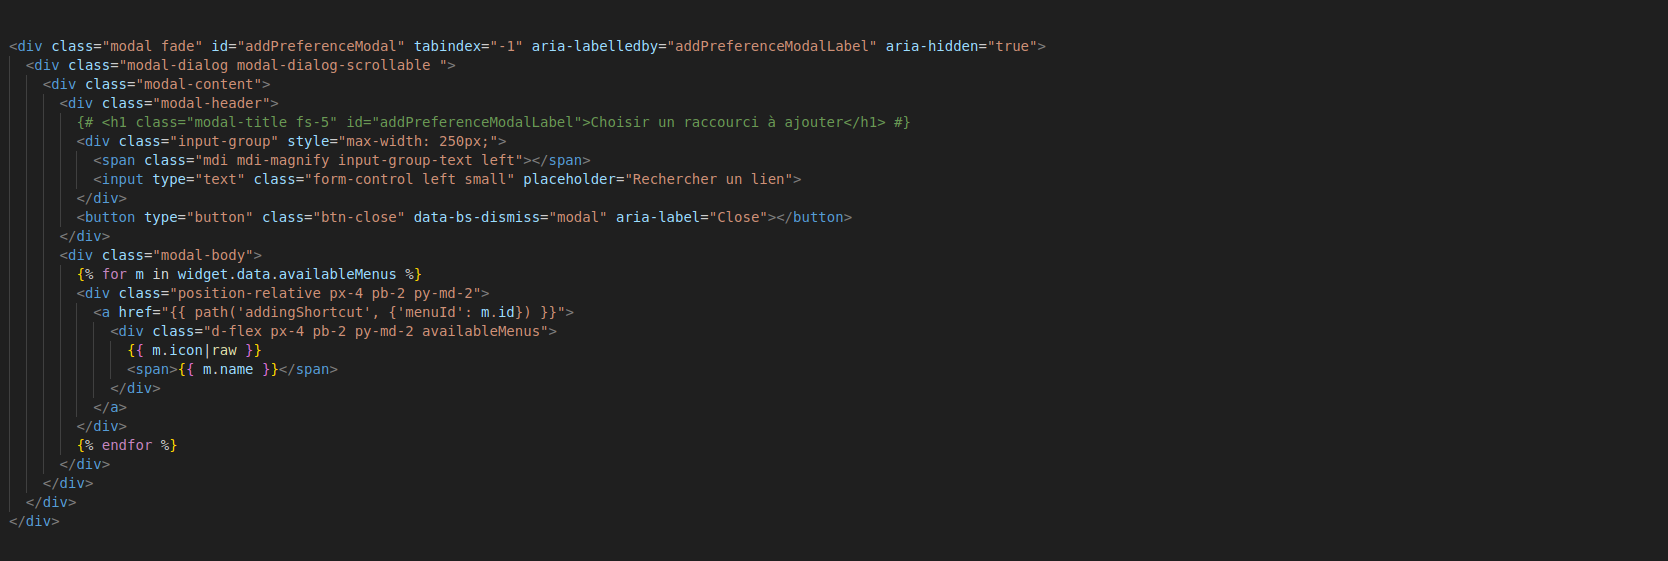 <div class="modal fade" id="addPreferenceModal" tabindex="-1" aria-labelledby="addPreferenceModalLabel" aria-hidden="true">
<div class="modal-dialog modal-dialog-scrollable ">
<div class="modal-content">
<div class="modal-header">
{# <h1 class="modal-title fs-5" id="addPreferenceModalLabel">Choisir un raccourci à ajouter</h1> #}
<div class="input-group" style="max-width: 250px;">
<span class="mdi mdi-magnify input-group-text left"></span>
<input type="text" class="form-control left small" placeholder="Rechercher un lien">
</div>
<button type="button" class="btn-close" data-bs-dismiss="modal" aria-label="Close"></button>
</div>
<div class="modal-body">
{% for m in widget.data.availableMenus %}
<div class="position-relative px-4 pb-2 py-md-2">
<a href="{{ path('addingShortcut', {'menuId': m.id}) }}">
<div class="d-flex px-4 pb-2 py-md-2 availableMenus">
{{ m.icon|raw }}
<span>{{ m.name }}</span>
</div>
</a>
</div>
{% endfor %}
</div>
</div>
</div>
</div>